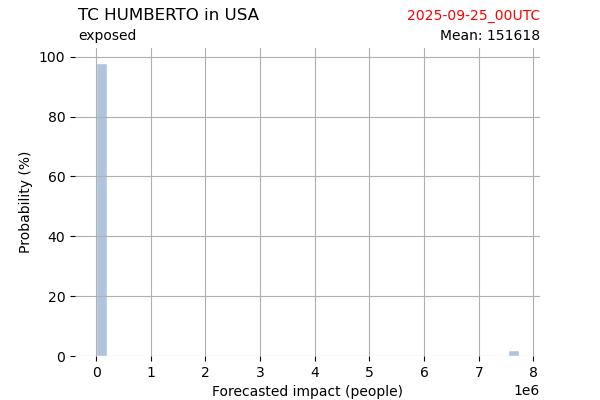 TC HUMBERTO in USA
2025-09-25_00UTC
exposed
Mean: 151618
Probability (%)
100
80
60
40
20
0
0 1 2 3 4 5 6 7 8
1e6
Forecasted impact (people)